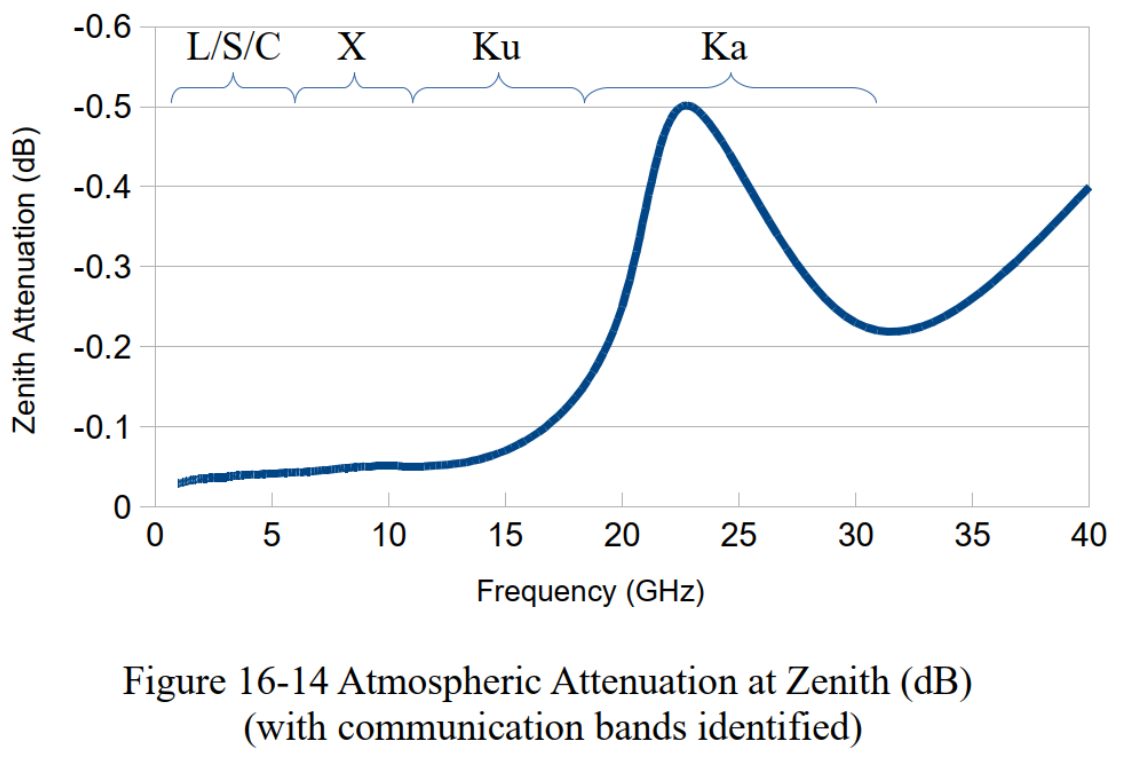 -0.6
L/S/C X Ku Ka
-0.5
-0.4
-0.3
-0.2
-0.1
0
Zenith Attenuation (dB)
0 5 10 15 20 25 30 35 40
Frequency (GHz)
Figure 16-14 Atmospheric Attenuation at Zenith (dB)
(with communication bands identified)